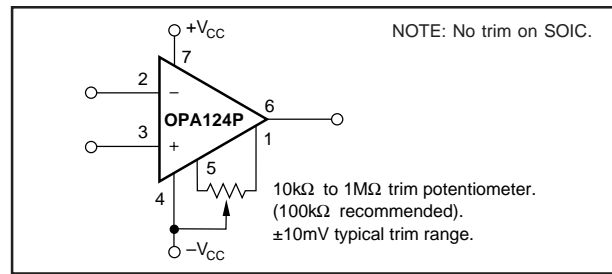 +VCC
NOTE: No trim on SOIC.
7
2
–
6
OPA124P
3
+
1
5
4
10kΩ to 1MΩ trim potentiometer.
(100kΩ recommended).
±10mV typical trim range.
–VCC